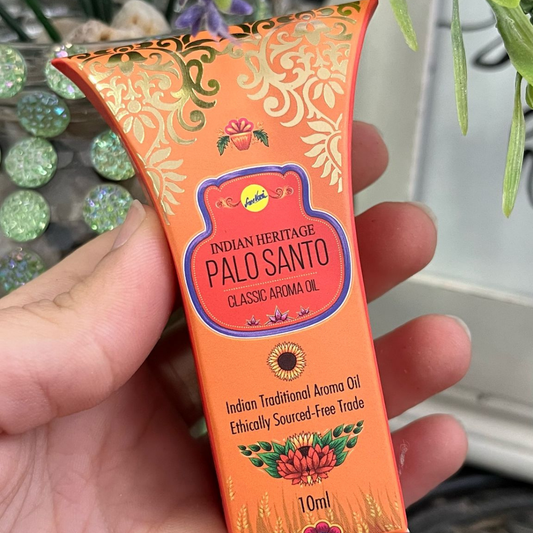 INDIAN HERITAGE
PALO SANTO
CLASSIC AROMA OIL
Indian Traditional Aroma Oil
Ethically Sourced-Free Trade
10ml